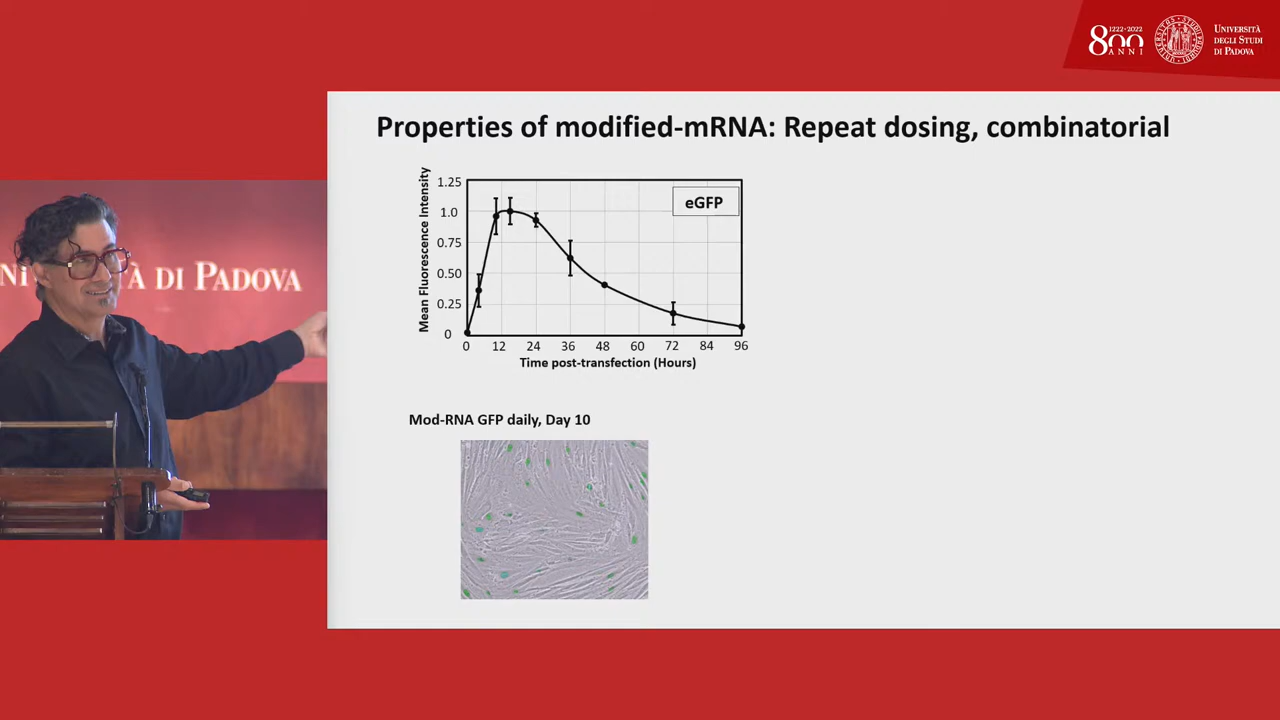 800
1222·2022
ANNI
UNIVERSITÀ
DEGLI STUDI
DI PADOVA
Properties of modified-mRNA: Repeat dosing, combinatorial
Mean Fluorescence Intensity
1.25
1.0
0.75
0.50
0.25
0
eGFP
0 12 24 36 48 60 72 84 96
Time post-transfection (Hours)
Mod-RNA GFP daily, Day 10
À DI PADOVA